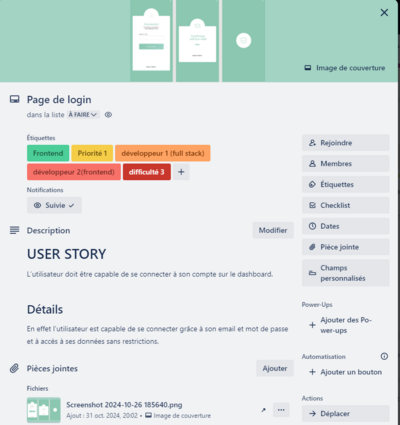 Image de couverture
Page de login
dans la liste À FAIRE
Étiquettes
Frontend
Priorité 1
développeur 1 (full stack)
développeur 2(frontend)
difficulté 3
Notifications
Suivie
Description
Modifier
USER STORY
L'utilisateur doit être capable de se connecter à son compte sur le dashboard.
Détails
En effet l'utilisateur est capable de se connecter grâce à son email et mot de passe
et à accès à ses données sans restrictions.
Pièces jointes
Ajouter
Fichiers
Screenshot 2024-10-26 185640.png
Ajout : 31 oct. 2024, 20:02 • Image de couverture
Rejoindre
Membres
Étiquettes
Checklist
Dates
Pièce jointe
Champs
personnalisés
Power-Ups
Ajouter des Po-
wer-ups
Automatisation
Ajouter un bouton
Actions
Déplacer